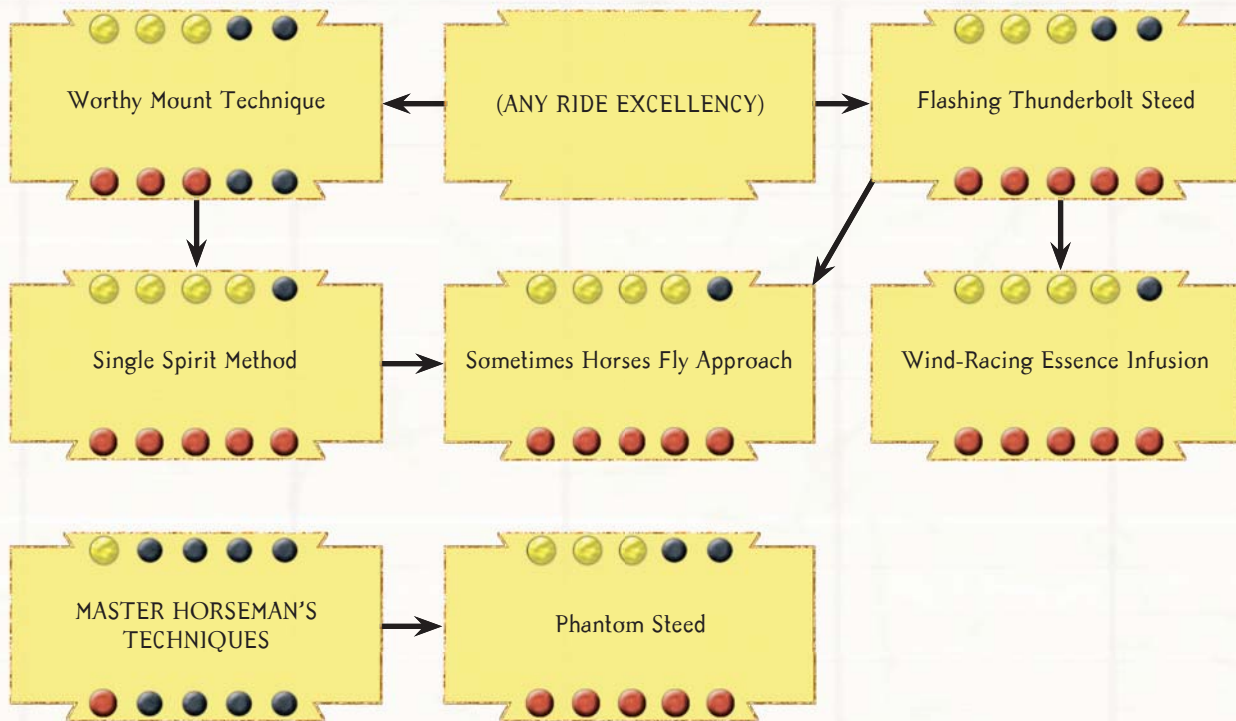 Worthy Mount Technique
(ANY RIDE EXCELLENCY)
Flashing Thunderbolt Steed
Single Spirit Method
Sometimes Horses Fly Approach
Wind-Racing Essence Infusion
MASTER HORSEMAN'S
TECHNIQUES
Phantom Steed